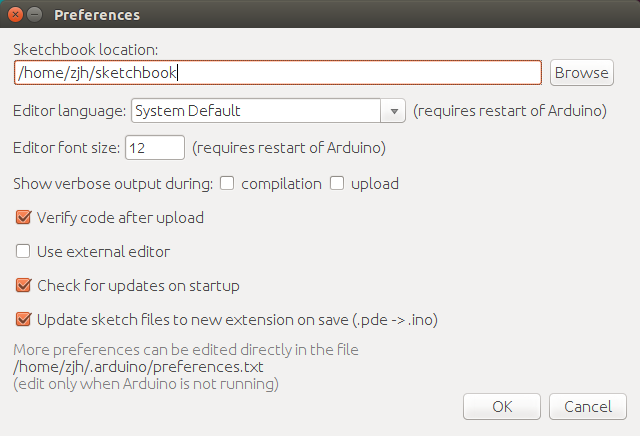 Preferences
Sketchbook location:
/home/zjh/sketchbook
Browse
Editor language: System Default (requires restart of Arduino)
Editor font size: 12 (requires restart of Arduino)
Show verbose output during: compilation upload
Verify code after upload
Use external editor
Check for updates on startup
Update sketch files to new extension on save (.pde -> .ino)
More preferences can be edited directly in the file
/home/zjh/.arduino/preferences.txt
(edit only when Arduino is not running)
OK Cancel